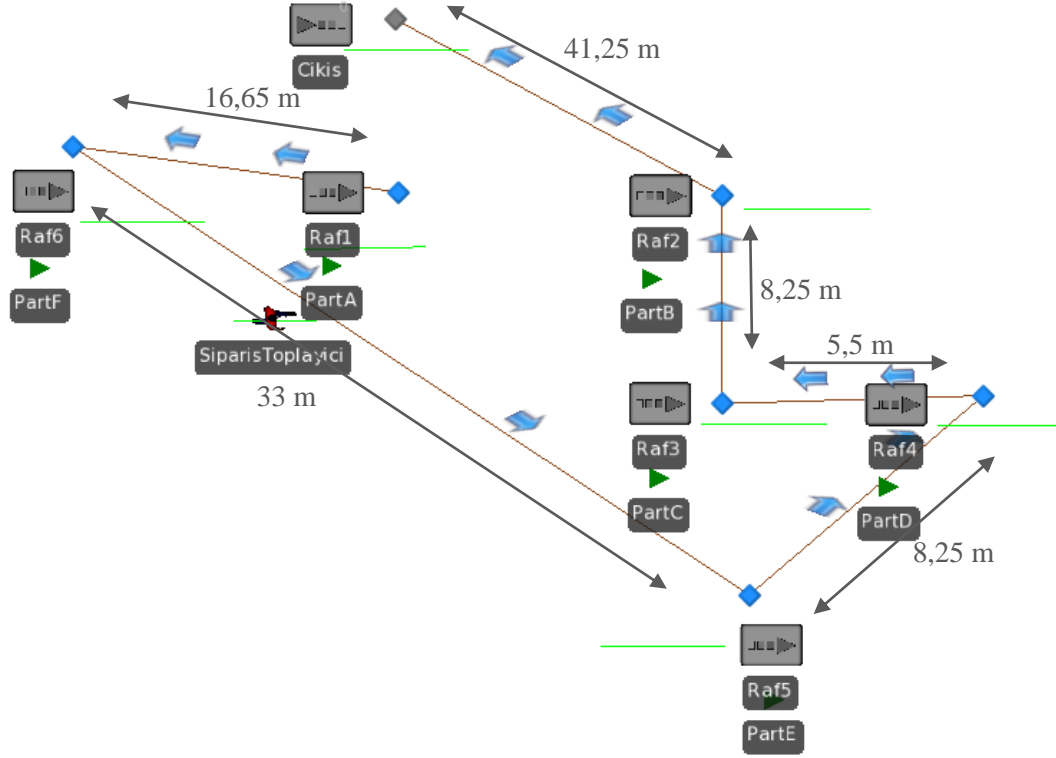 0
Cikis
41,25 m
16,65 m
Raf6
PartF
Raf1
PartA
Raf2
PartB
8,25 m
SiparisToplayici
33 m
5,5 m
Raf3
PartC
Raf4
PartD
8,25 m
Raf5
PartE